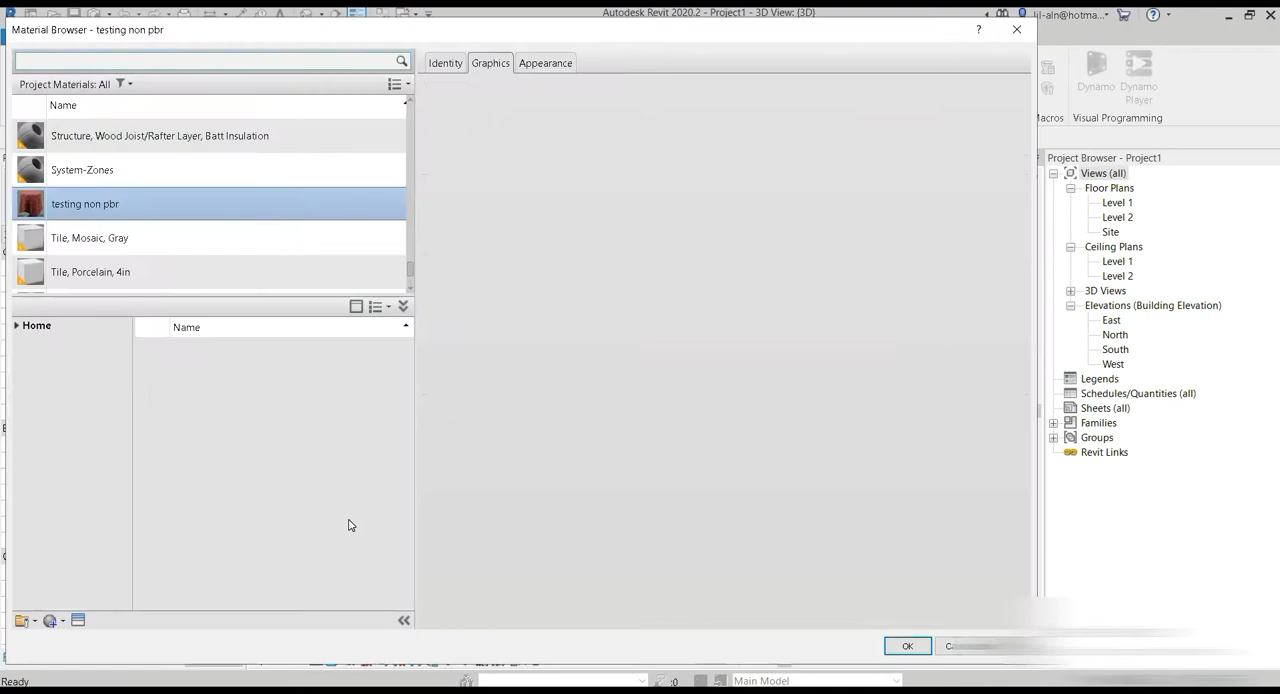 Autodesk Revit 2020.2 - Project1 - 3D View: {3D}
lil-aln@hotma...
Material Browser - testing non pbr
?
Identity
Graphics
Appearance
Project Materials: All
Name
Structure, Wood Joist/Rafter Layer, Batt Insulation
System-Zones
testing non pbr
Tile, Mosaic, Gray
Tile, Porcelain, 4in
Home
Name
OK
Dynamo
Dynamo
Player
Visual Programming
Project Browser - Project1
Views (all)
Floor Plans
Level 1
Level 2
Site
Ceiling Plans
Level 1
Level 2
3D Views
Elevations (Building Elevation)
East
North
South
West
Legends
Schedules/Quantities (all)
Sheets (all)
Families
Groups
Revit Links
Ready
:0
Main Model